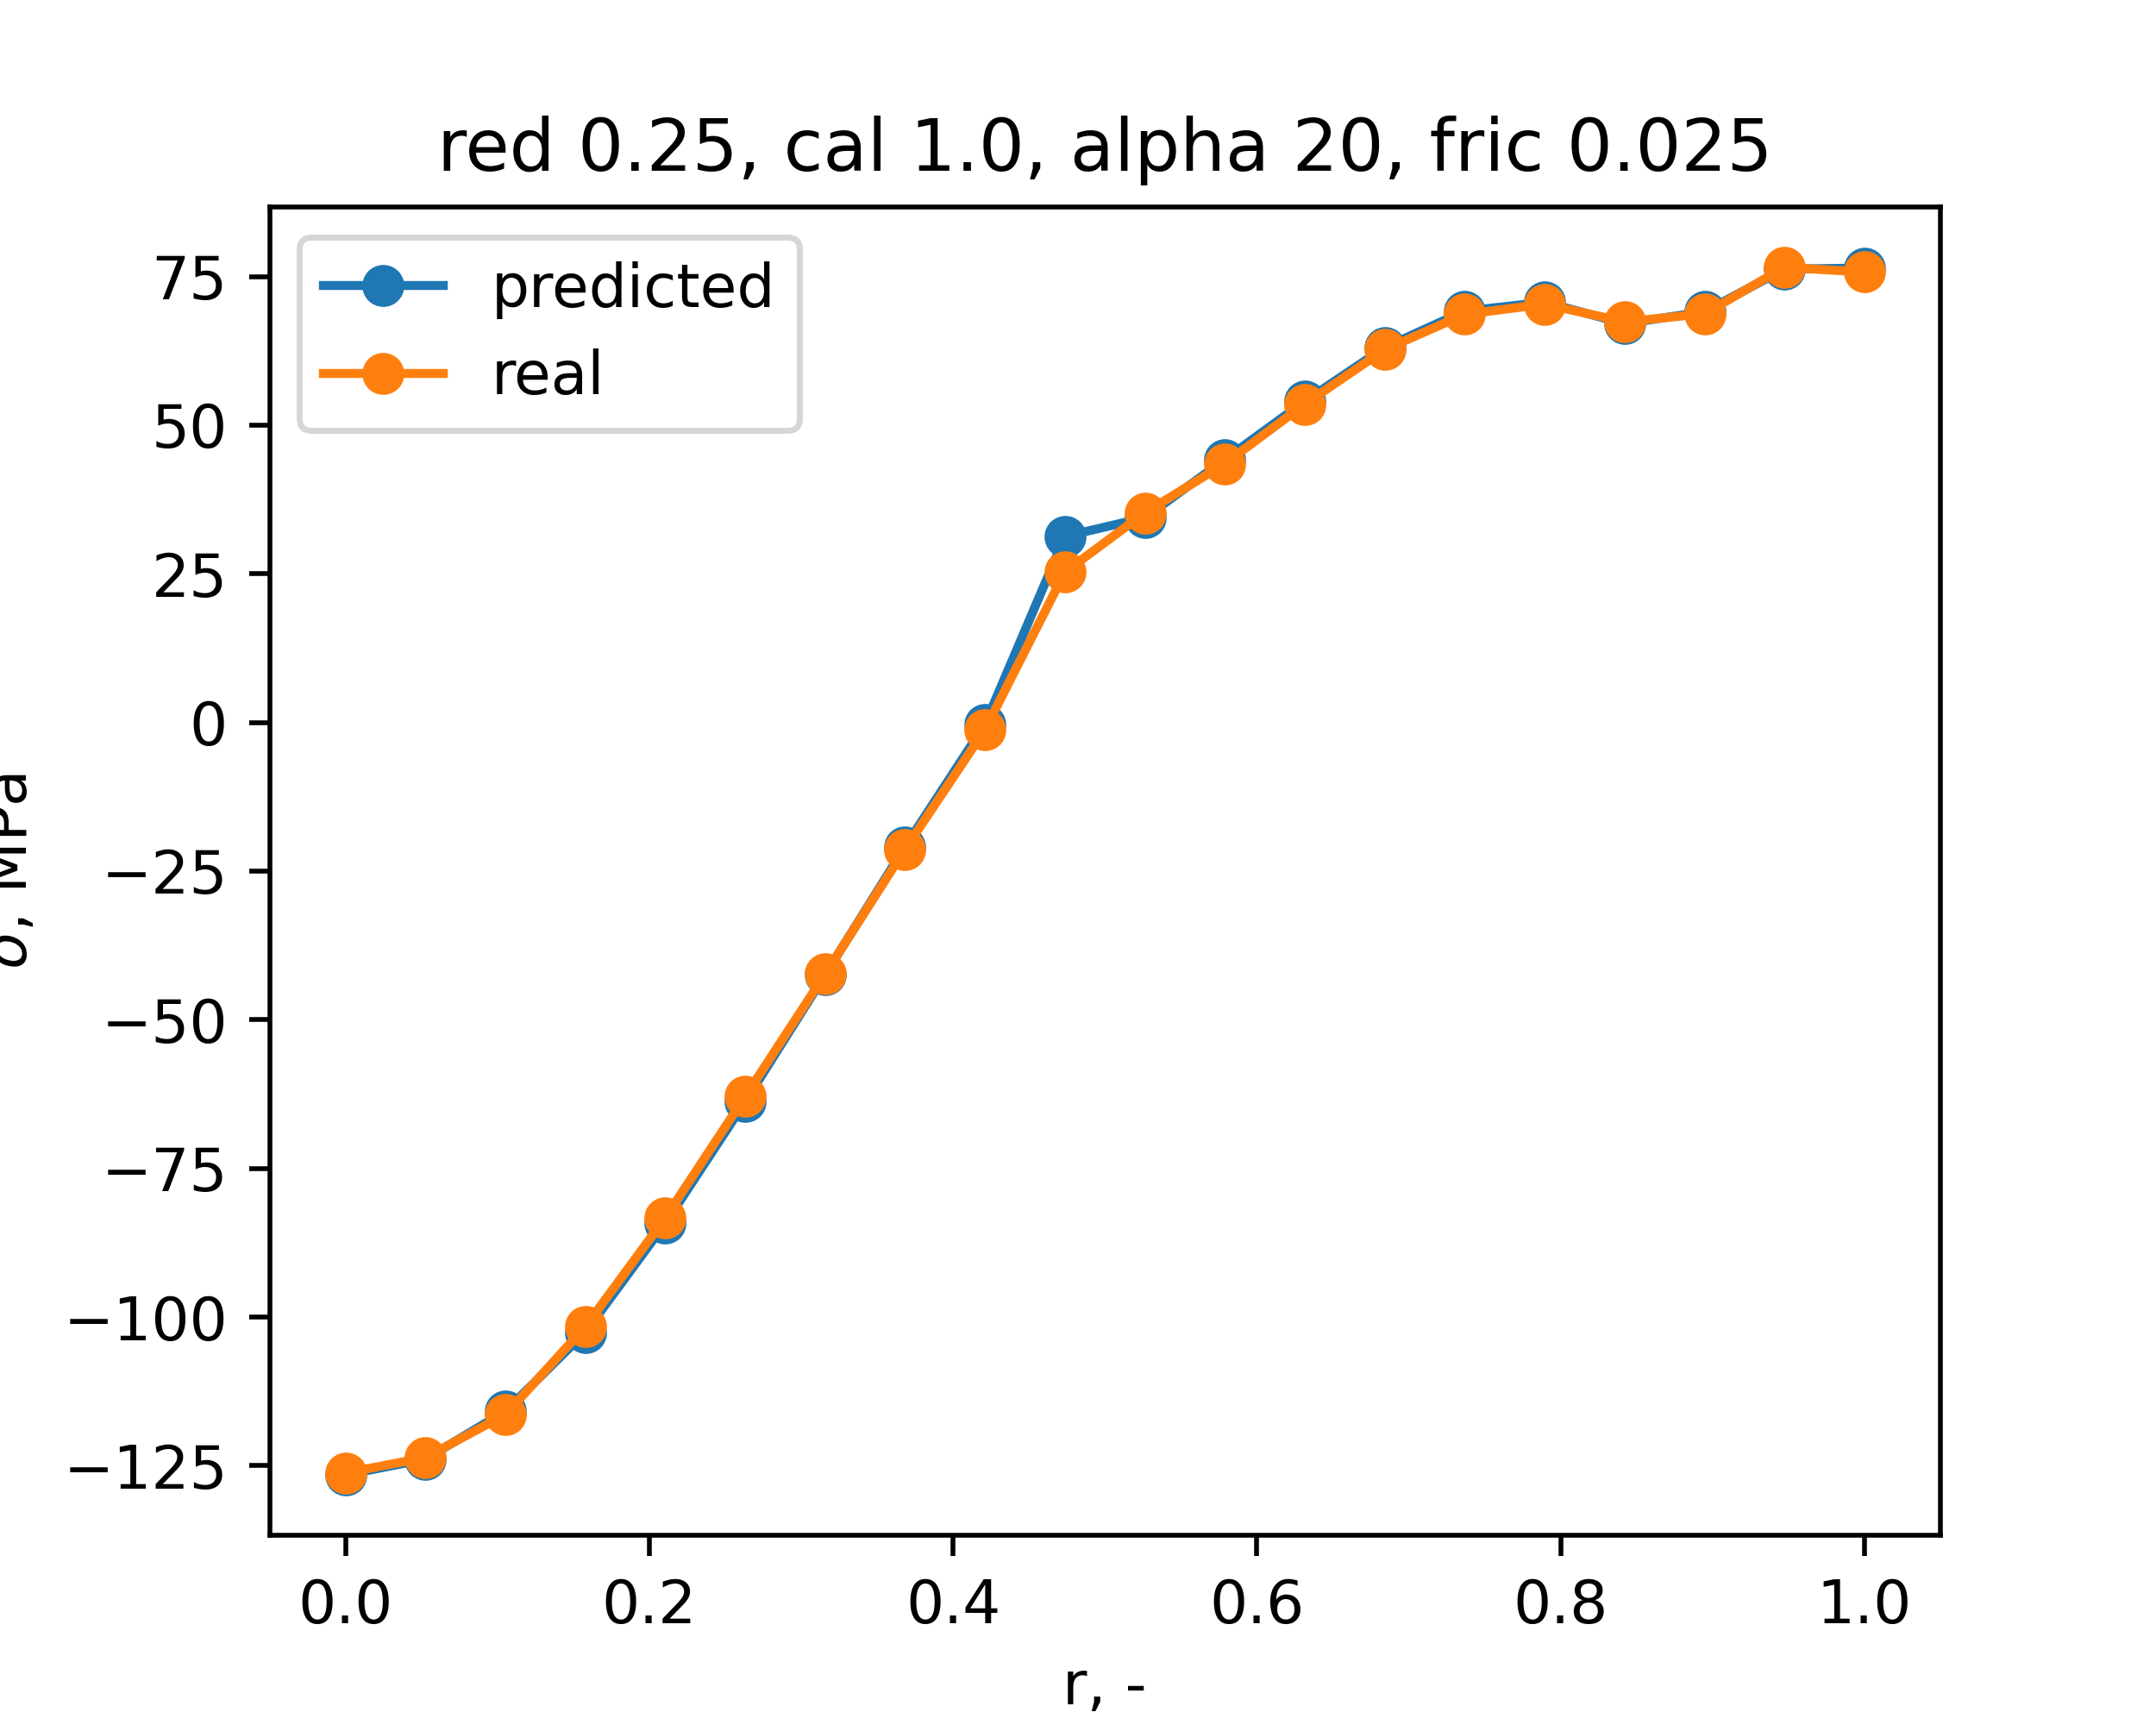 red 0.25, cal 1.0, alpha 20, fric 0.025
predicted
real
75
50
25
0
−25
−50
−75
−100
−125
σ, MPa
0.0 0.2 0.4 0.6 0.8 1.0
r, -